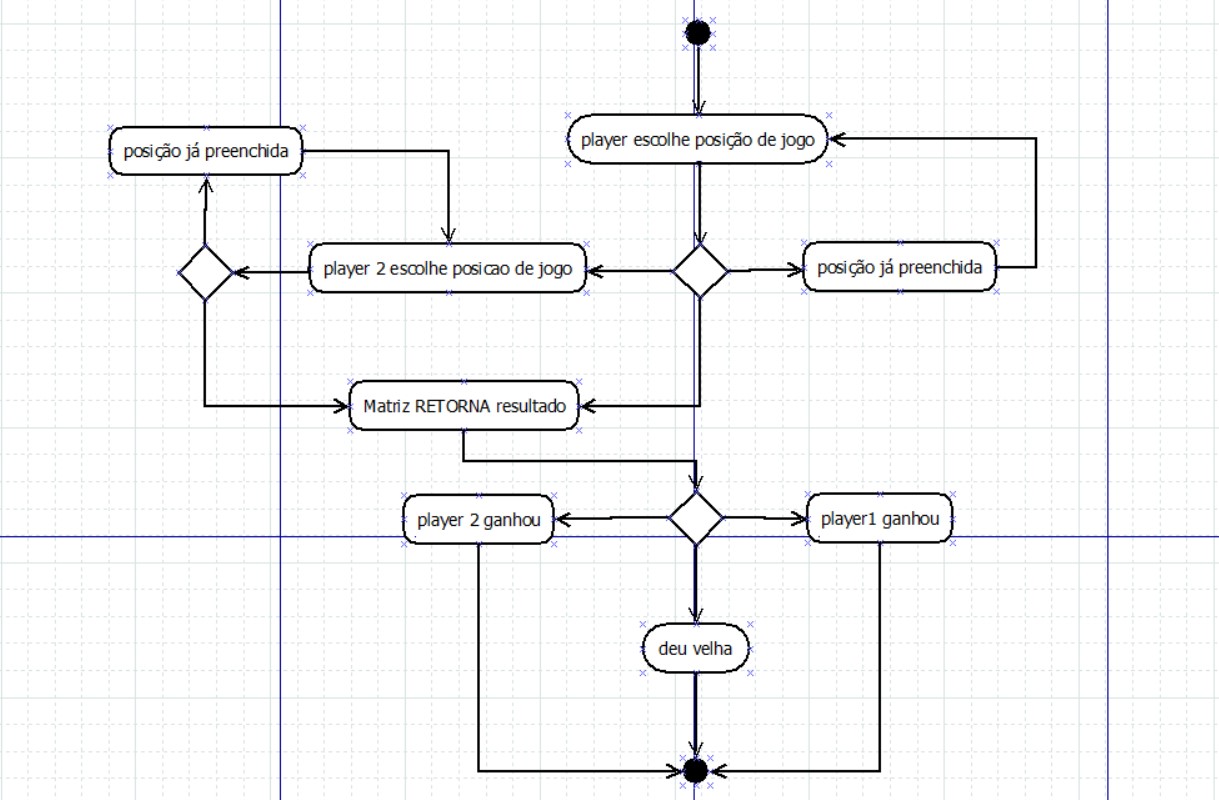 player escolhe posição de jogo
posição já preenchida
player 2 escolhe posicao de jogo
posição já preenchida
Matriz RETORNA resultado
player 2 ganhou
player1 ganhou
deu velha